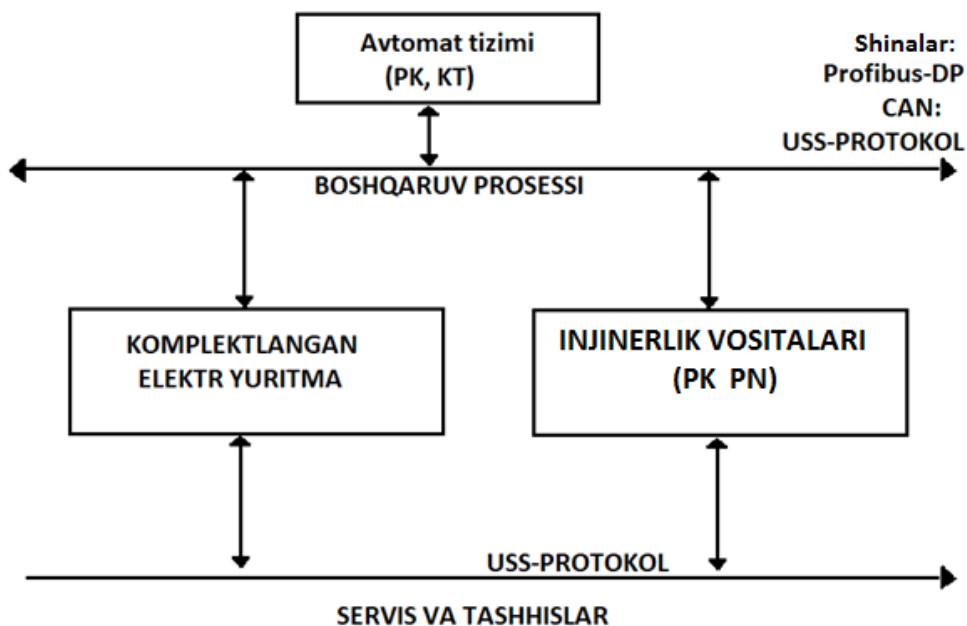 Avtomat tizimi
(PK, KT)
Shinalar:
Profibus-DP
CAN:
USS-PROTOKOL
BOSHQARUV PROSESSI
KOMPLEKTLANGAN
ELEKTR YURITMA
INJINERLIK VOSITALARI
(PK PN)
USS-PROTOKOL
SERVIS VA TASHHISLAR